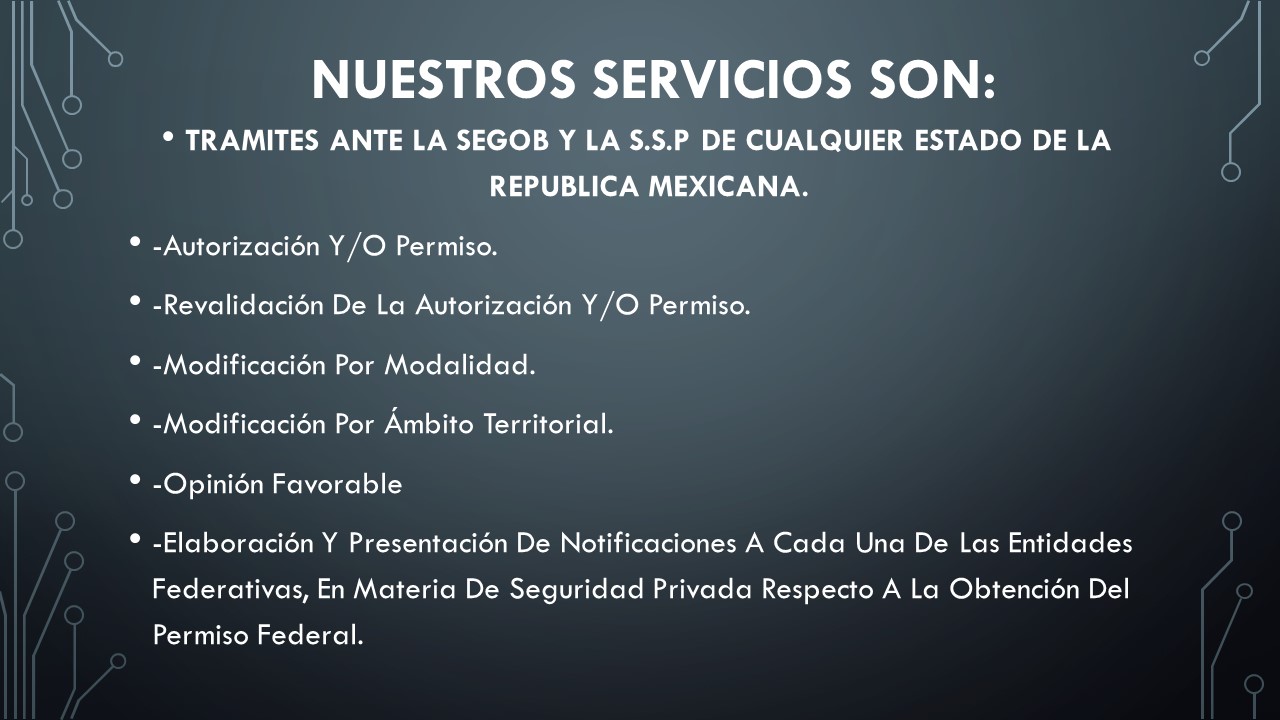 NUESTROS SERVICIOS SON:
• TRAMITES ANTE LA SEGOB Y LA S.S.P DE CUALQUIER ESTADO DE LA
REPUBLICA MEXICANA.
• -Autorización Y/O Permiso.
• -Revalidación De La Autorización Y/O Permiso.
• -Modificación Por Modalidad.
• -Modificación Por Ámbito Territorial.
• -Opinión Favorable
• -Elaboración Y Presentación De Notificaciones A Cada Una De Las Entidades
Federativas, En Materia De Seguridad Privada Respecto A La Obtención Del
Permiso Federal.